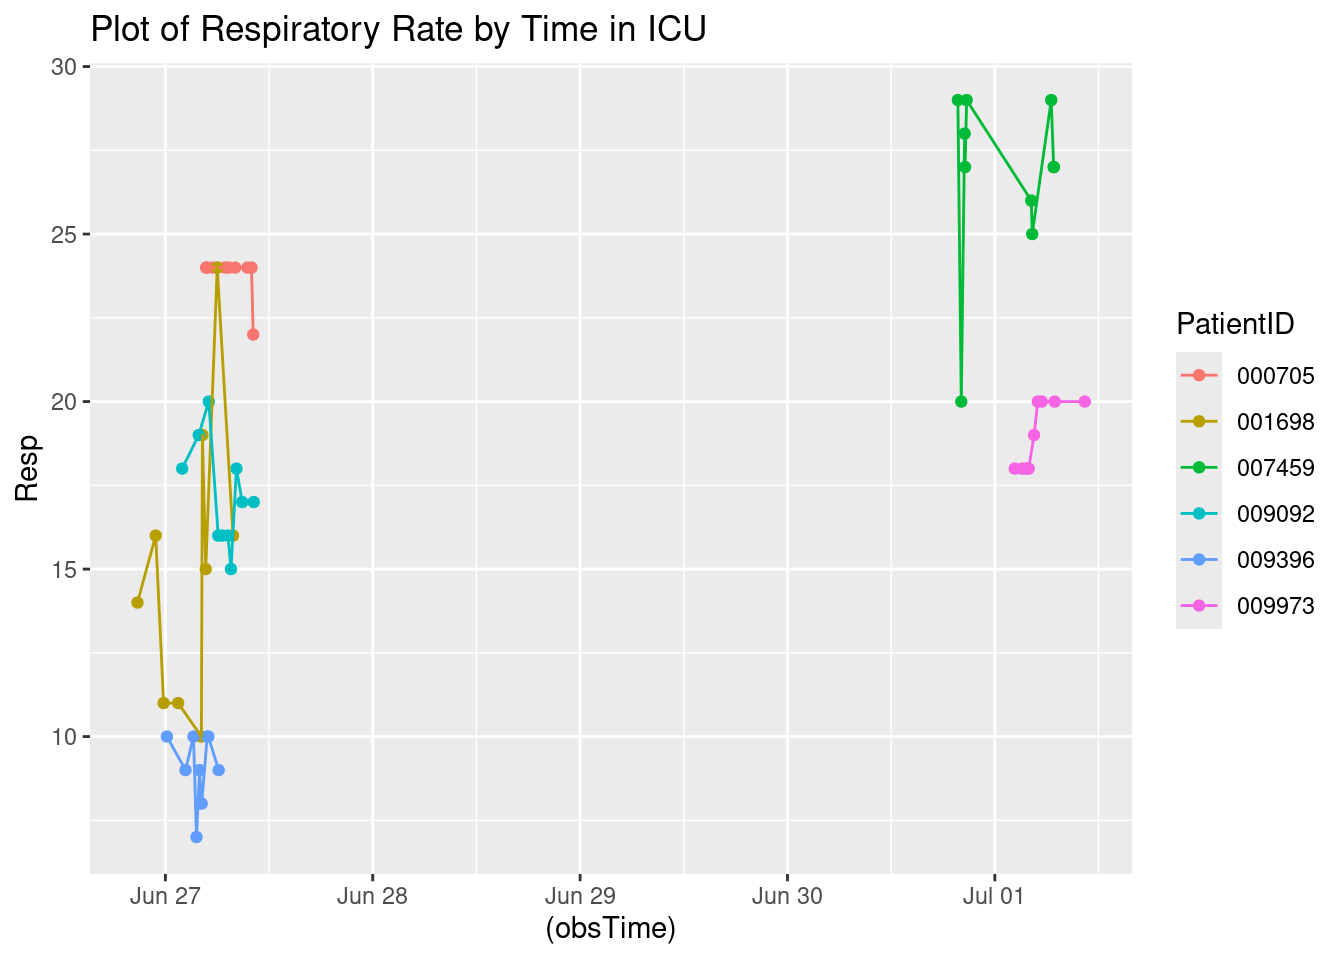 Plot of Respiratory Rate by Time in ICU
30
25
20
15
10
Resp
Jun 27
Jun 28
Jun 29
Jun 30
Jul 01
(obsTime)
PatientID
000705
001698
007459
009092
009396
009973